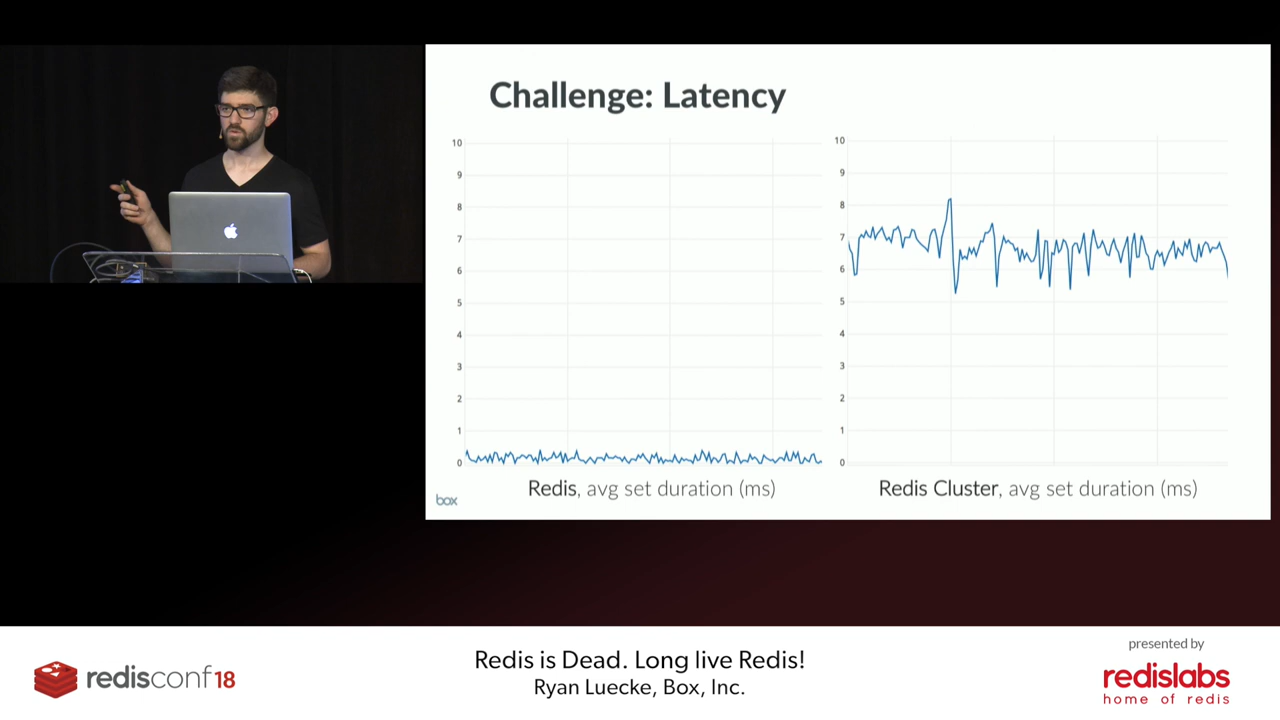 Challenge: Latency
10
9
8
7
6
5
4
3
2
1
0
10
9
8
7
6
5
4
3
2
1
0
Redis, avg set duration (ms)
Redis Cluster, avg set duration (ms)
box
redisconf18
Redis is Dead. Long live Redis!
Ryan Luecke, Box, Inc.
presented by
redislabs
home of redis